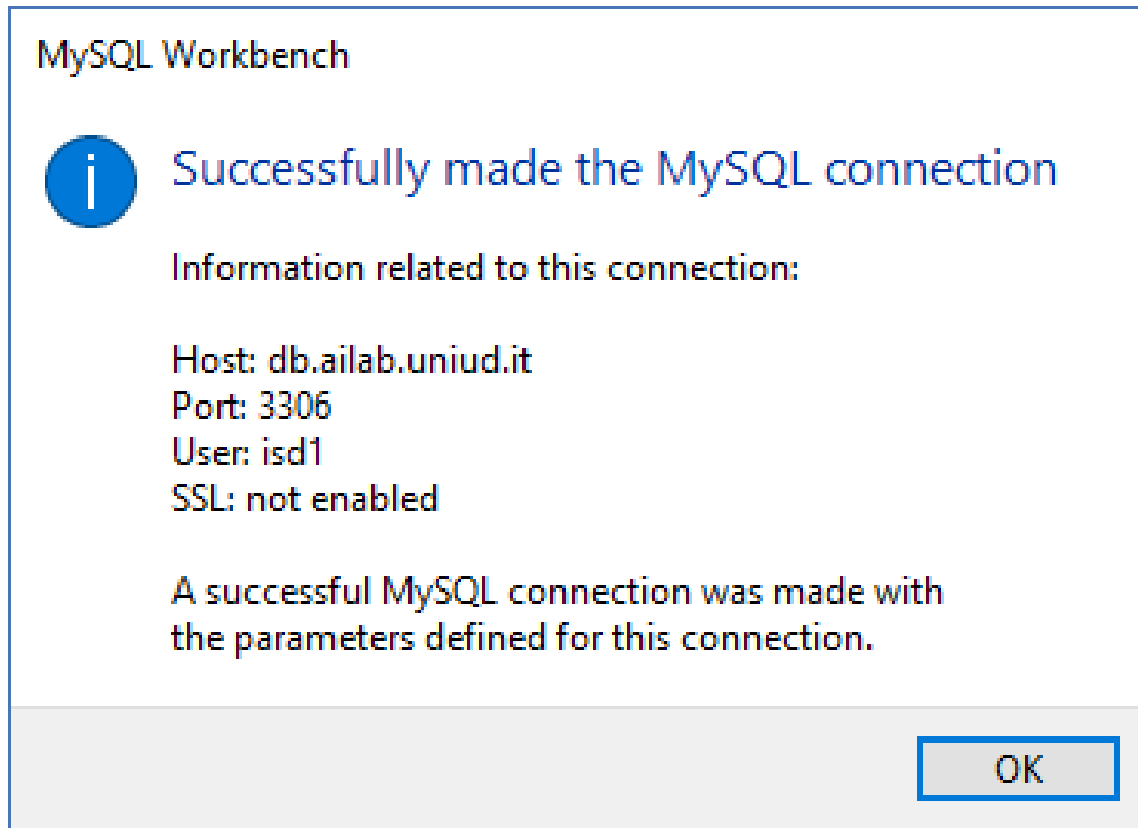 MySQL Workbench
i
Successfully made the MySQL connection
Information related to this connection:
Host: db.ailab.uniud.it
Port: 3306
User: isd1
SSL: not enabled
A successful MySQL connection was made with
the parameters defined for this connection.
OK